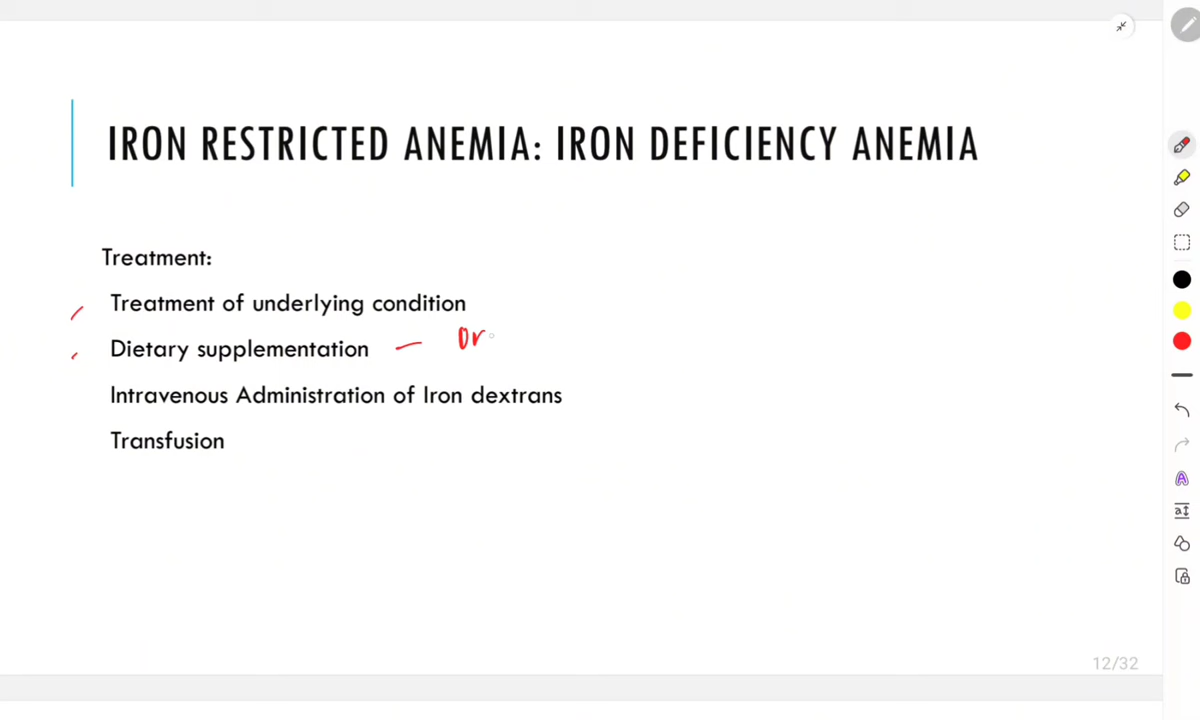 IRON RESTRICTED ANEMIA: IRON DEFICIENCY ANEMIA
Treatment:
Treatment of underlying condition
Dietary supplementation — Or
Intravenous Administration of Iron dextrans
Transfusion
12/32